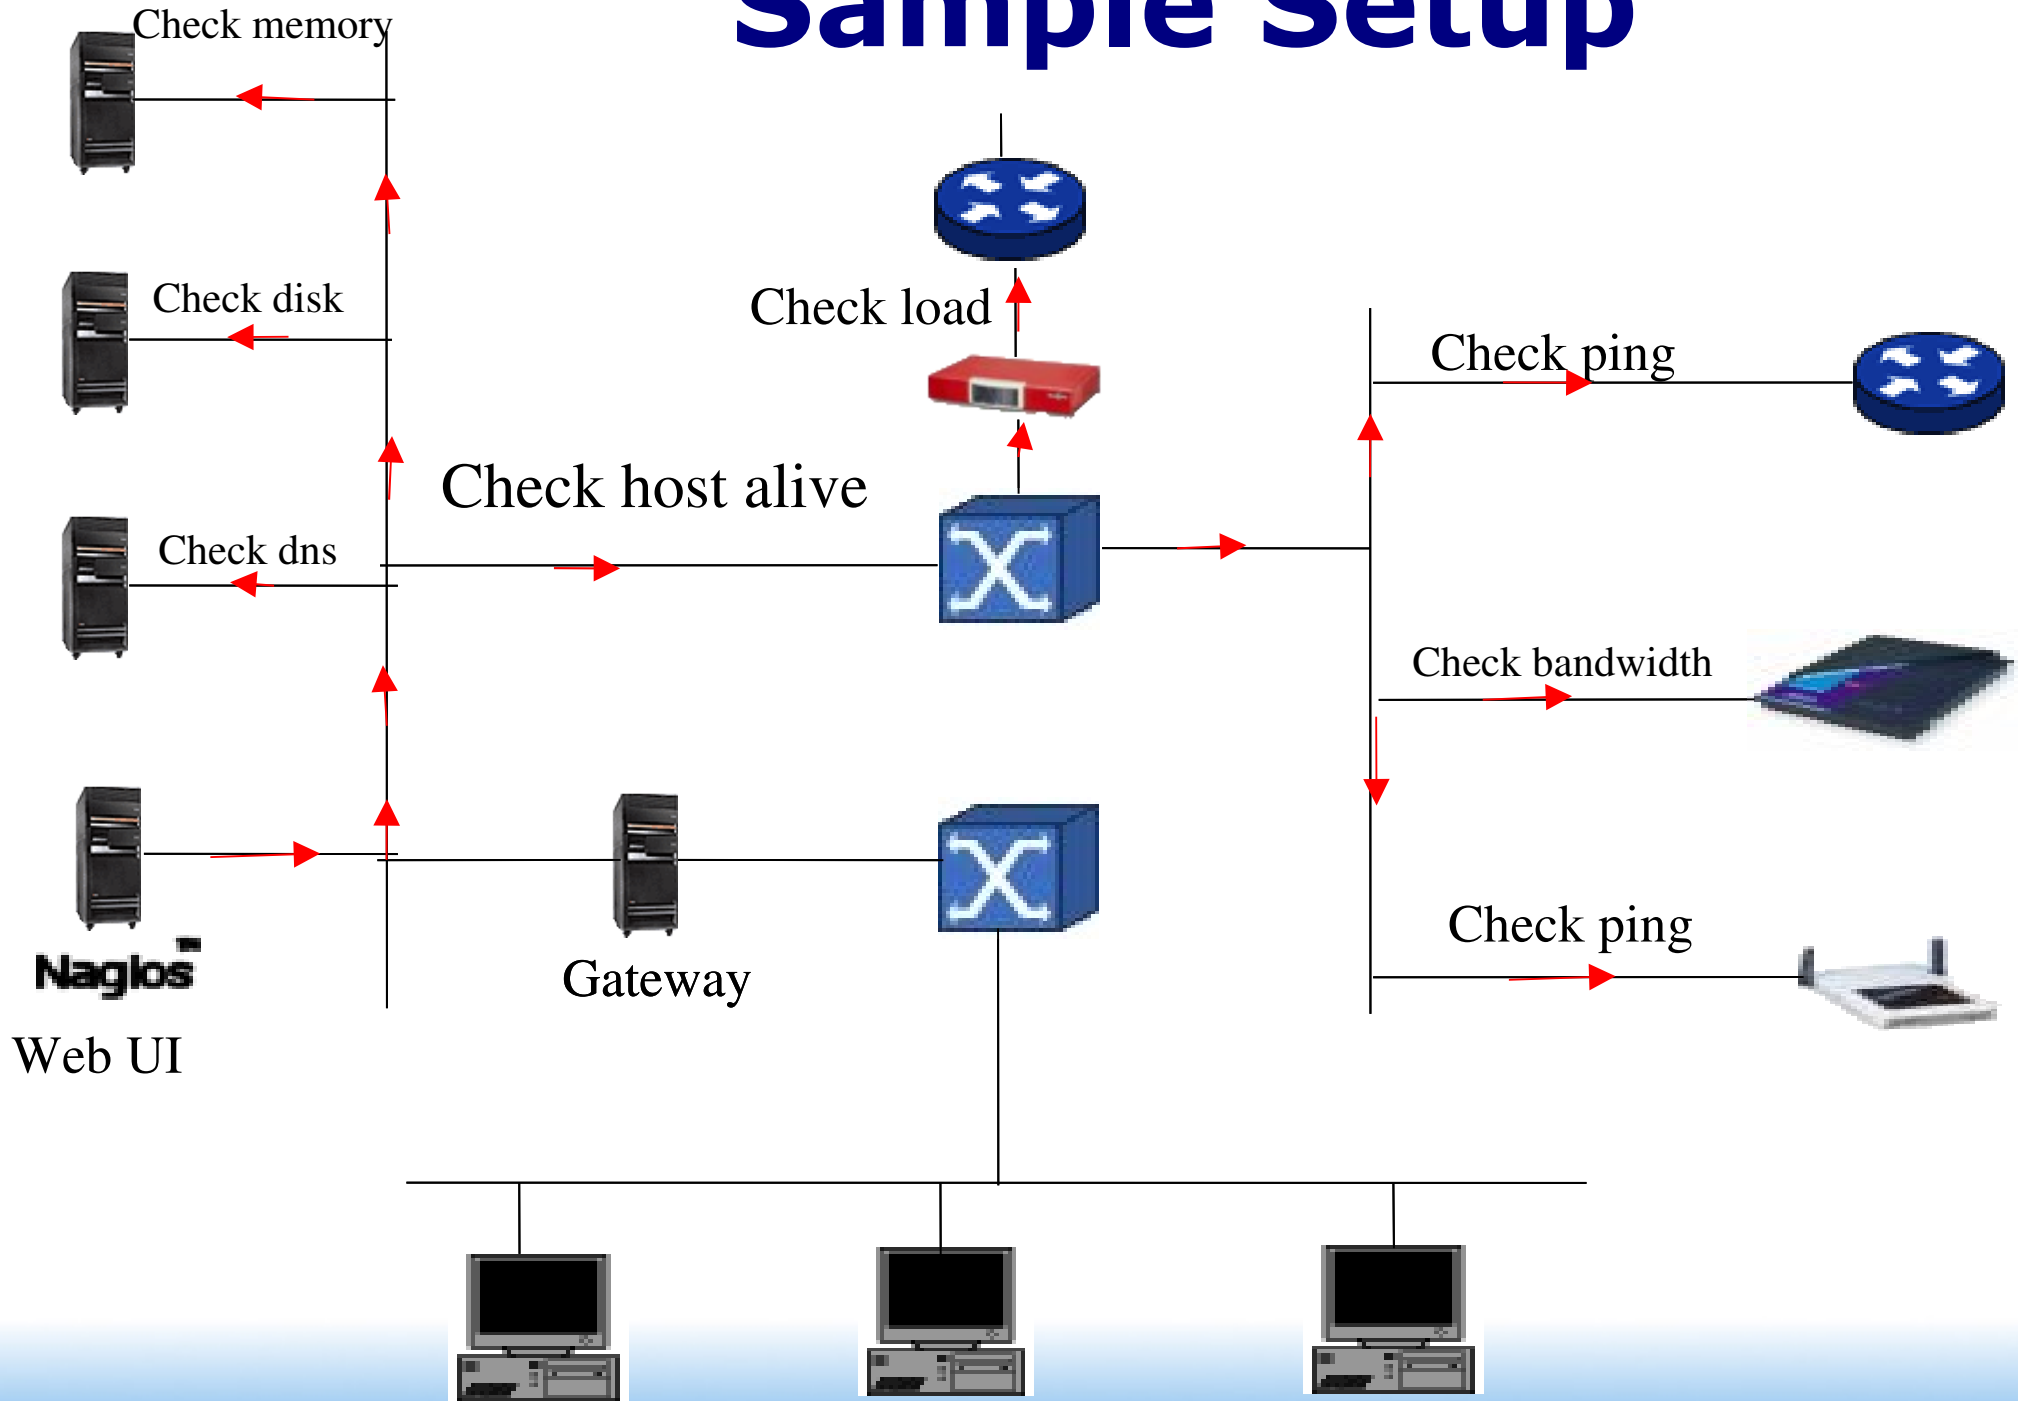 Sample Setup
Check memory
Check disk
Check load
Check ping
Check host alive
Check dns
Check bandwidth
Check ping
Nagios™
Gateway
Web UI